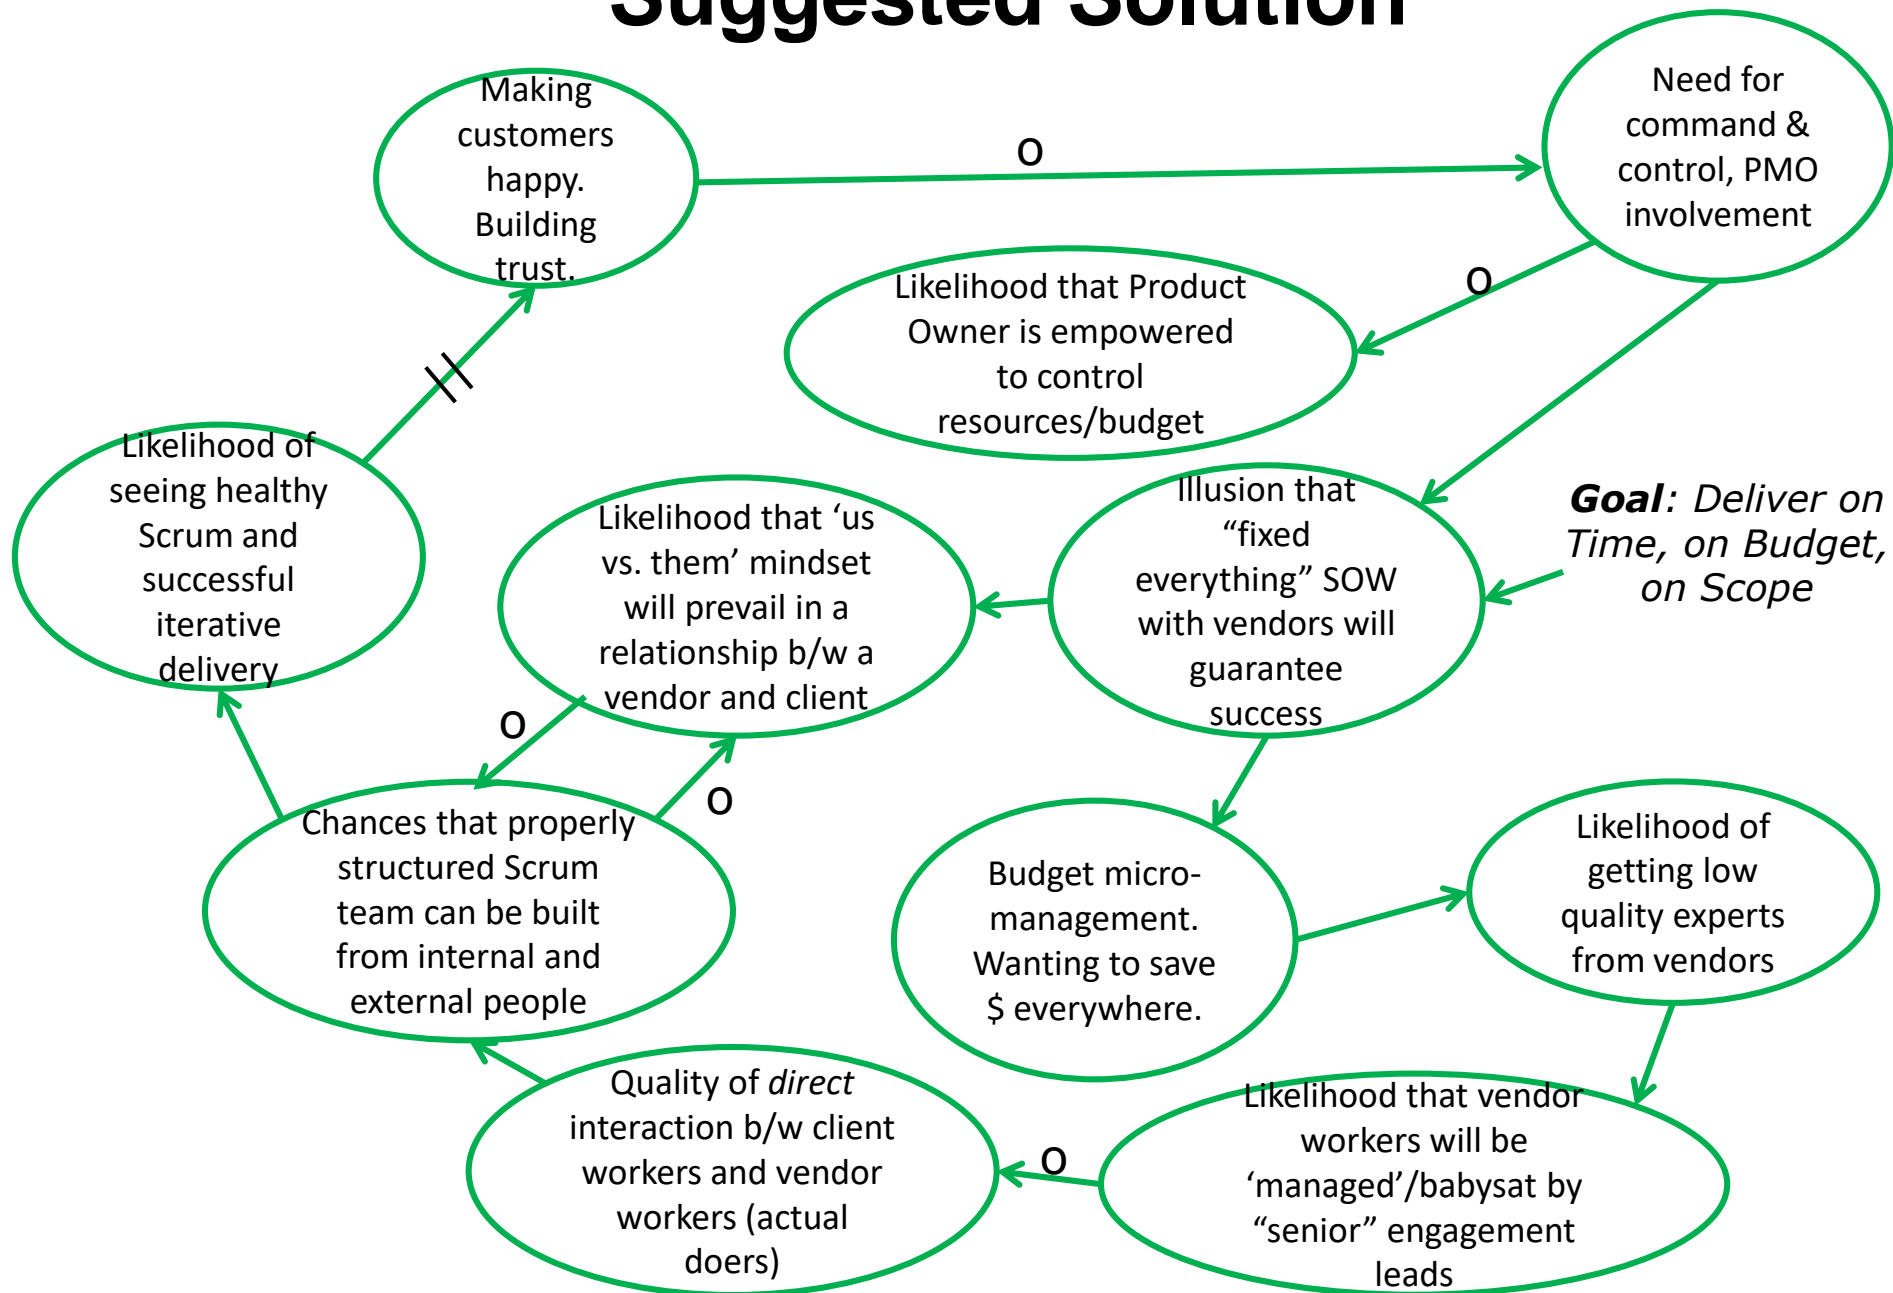 Suggested Solution
Making
customers
happy.
Building
trust.
O
Need for
command &
control, PMO
involvement
O
Likelihood that Product
Owner is empowered
to control
resources/budget
Likelihood of
seeing healthy
Scrum and
successful
iterative
delivery
Likelihood that ‘us
vs. them’ mindset
will prevail in a
relationship b/w a
vendor and client
Illusion that
“fixed
everything” SOW
with vendors will
guarantee
success
Goal: Deliver on
Time, on Budget,
on Scope
O
O
Chances that properly
structured Scrum
team can be built
from internal and
external people
Budget micro-
management.
Wanting to save
$ everywhere.
Likelihood of
getting low
quality experts
from vendors
Quality of direct
interaction b/w client
workers and vendor
workers (actual
doers)
O
Likelihood that vendor
workers will be
‘managed’/babysat by
“senior” engagement
leads